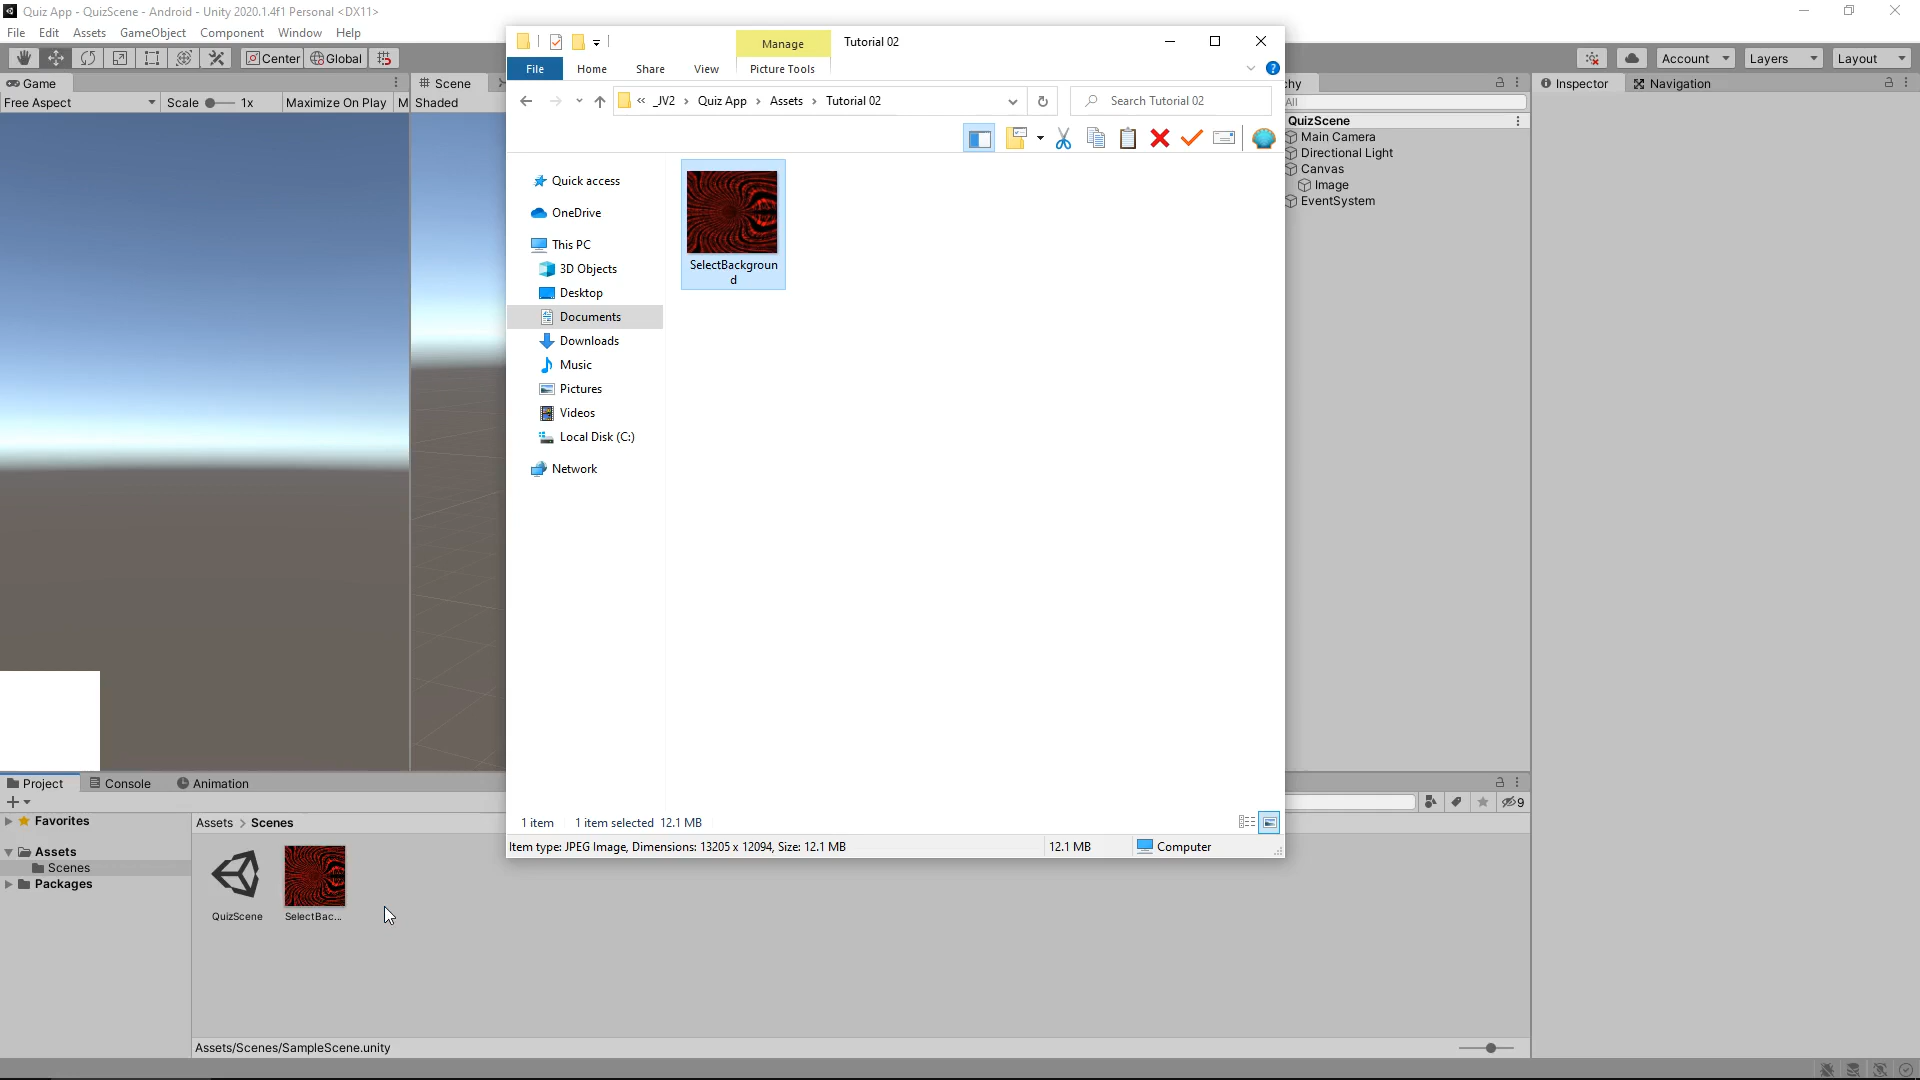 Quiz App - QuizScene - Android - Unity 2020.1.4f1 Personal <DX11>
File Edit Assets GameObject Component Window Help
Center Global
Account Layers Layout
Game
Scene
Free Aspect Scale 1x Maximize On Play M
Shaded
Manage
Tutorial 02
File Home Share View Picture Tools
« _JV2 › Quiz App › Assets › Tutorial 02
Search Tutorial 02
Quick access
OneDrive
This PC
3D Objects
Desktop
Documents
Downloads
Music
Pictures
Videos
Local Disk (C:)
Network
SelectBackgroun
d
1 item 1 item selected 12.1 MB
Item type: JPEG Image, Dimensions: 13205 x 12094, Size: 12.1 MB
12.1 MB
Computer
hy
All
QuizScene
Main Camera
Directional Light
Canvas
Image
EventSystem
Inspector Navigation
Project Console Animation
9
Favorites
Assets
Scenes
Packages
Assets > Scenes
QuizScene
SelectBac...
Assets/Scenes/SampleScene.unity